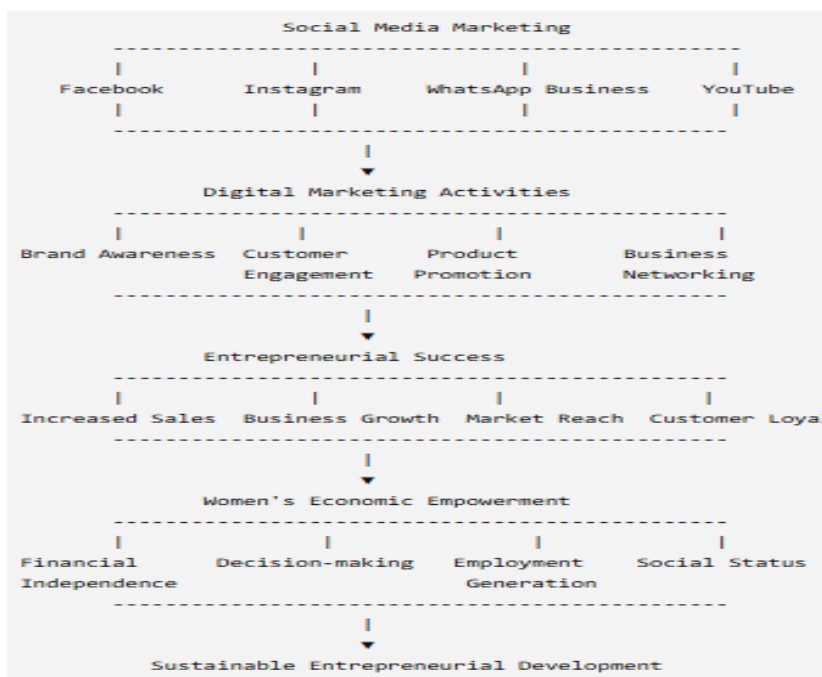 Social Media Marketing
Facebook Instagram WhatsApp Business YouTube
Digital Marketing Activities
Brand Awareness Customer Product Business
Engagement Promotion Networking
Entrepreneurial Success
Increased Sales Business Growth Market Reach Customer Loya
Women's Economic Empowerment
Financial Decision-making Employment Social Status
Independence Generation
Sustainable Entrepreneurial Development